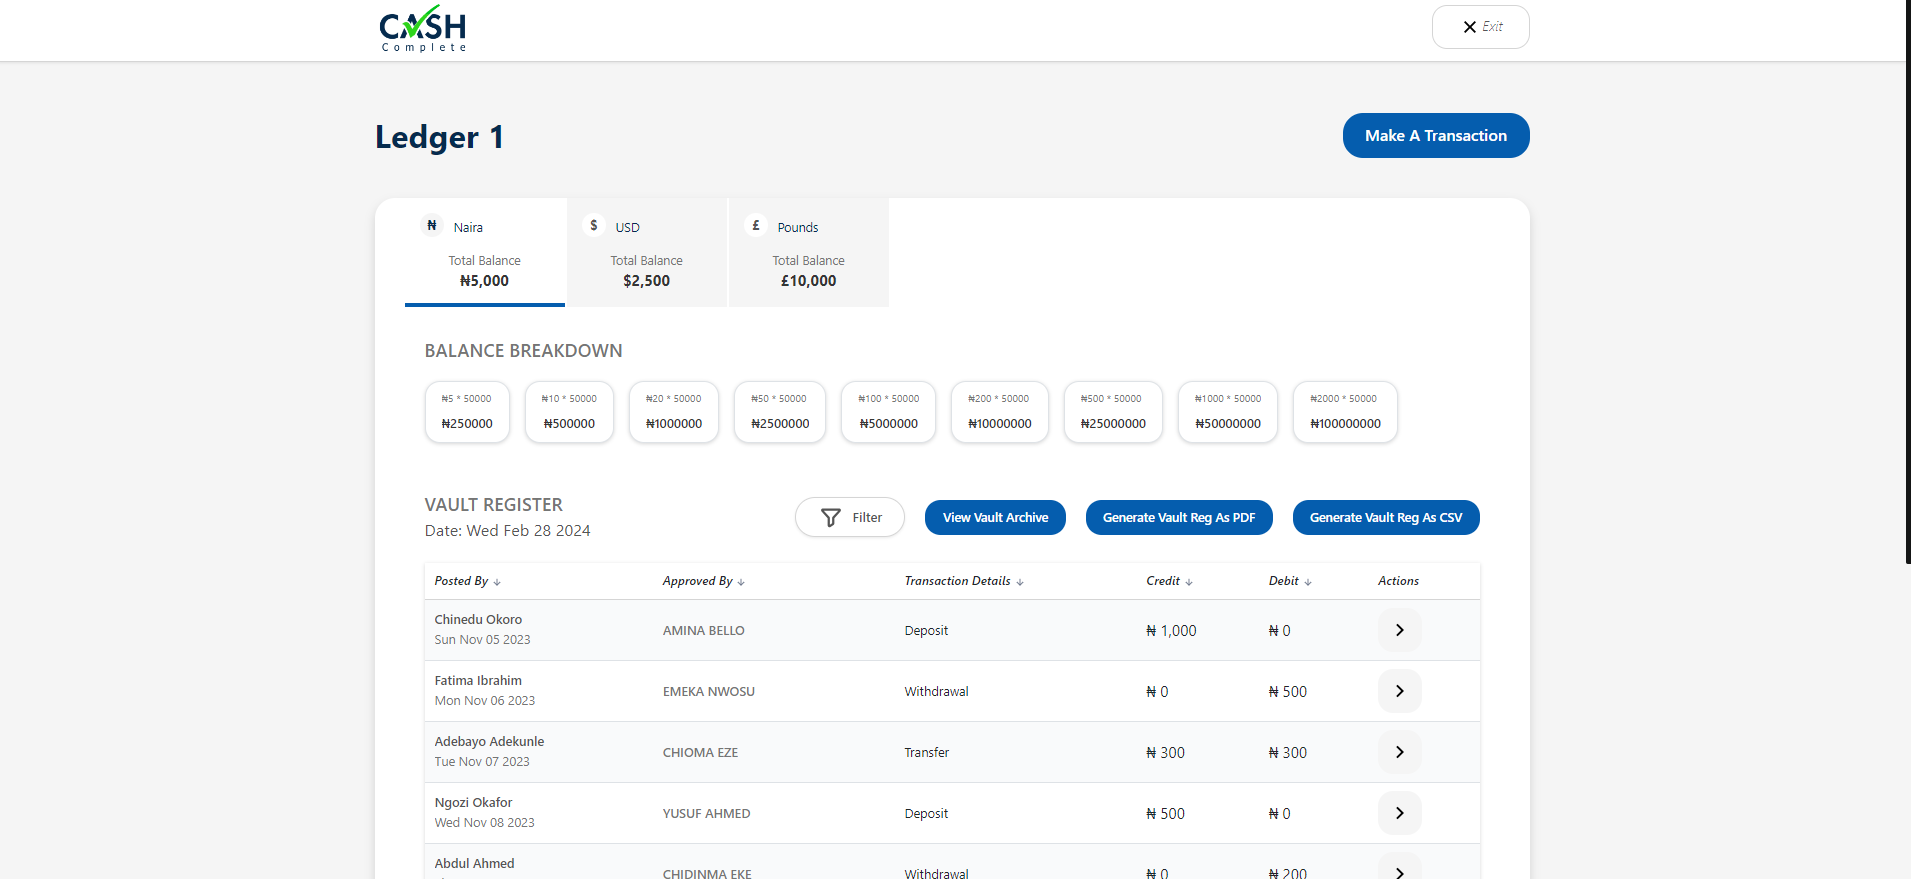 CASH
Complete
Exit
Ledger 1
Make A Transaction
₦ Naira
Total Balance
₦5,000
$ USD
Total Balance
$2,500
£ Pounds
Total Balance
£10,000
BALANCE BREAKDOWN
₦5 * 50000
₦250000
₦10 * 50000
₦500000
₦20 * 50000
₦1000000
₦50 * 50000
₦2500000
₦100 * 50000
₦5000000
₦200 * 50000
₦10000000
₦500 * 50000
₦25000000
₦1000 * 50000
₦50000000
₦2000 * 50000
₦100000000
VAULT REGISTER
Date: Wed Feb 28 2024
Filter
View Vault Archive
Generate Vault Reg As PDF
Generate Vault Reg As CSV
Posted By ↓ Approved By ↓ Transaction Details ↓ Credit ↓ Debit ↓ Actions
Chinedu Okoro
Sun Nov 05 2023
AMINA BELLO Deposit ₦ 1,000 ₦ 0
Fatima Ibrahim
Mon Nov 06 2023
EMEKA NWOSU Withdrawal ₦ 0 ₦ 500
Adebayo Adekunle
Tue Nov 07 2023
CHIOMA EZE Transfer ₦ 300 ₦ 300
Ngozi Okafor
Wed Nov 08 2023
YUSUF AHMED Deposit ₦ 500 ₦ 0
Abdul Ahmed
CHIDINMA EKE Withdrawal ₦ 0 ₦ 200